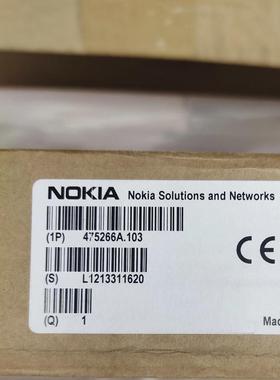 NOKIA Nokia Solutions and Networks
(1P) 475266A.103
CE
(S) L1213311620
(Q) 1